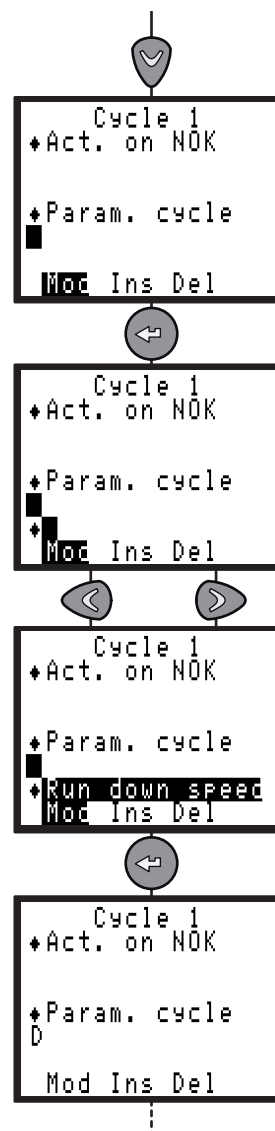 Cycle 1
♦Act. on NOK
♦Param. cycle
Mod Ins Del
Cycle 1
♦Act. on NOK
♦Param. cycle
♦
Mod Ins Del
Cycle 1
♦Act. on NOK
♦Param. cycle
♦Run down speed
Mod Ins Del
Cycle 1
♦Act. on NOK
♦Param. cycle
D
Mod Ins Del